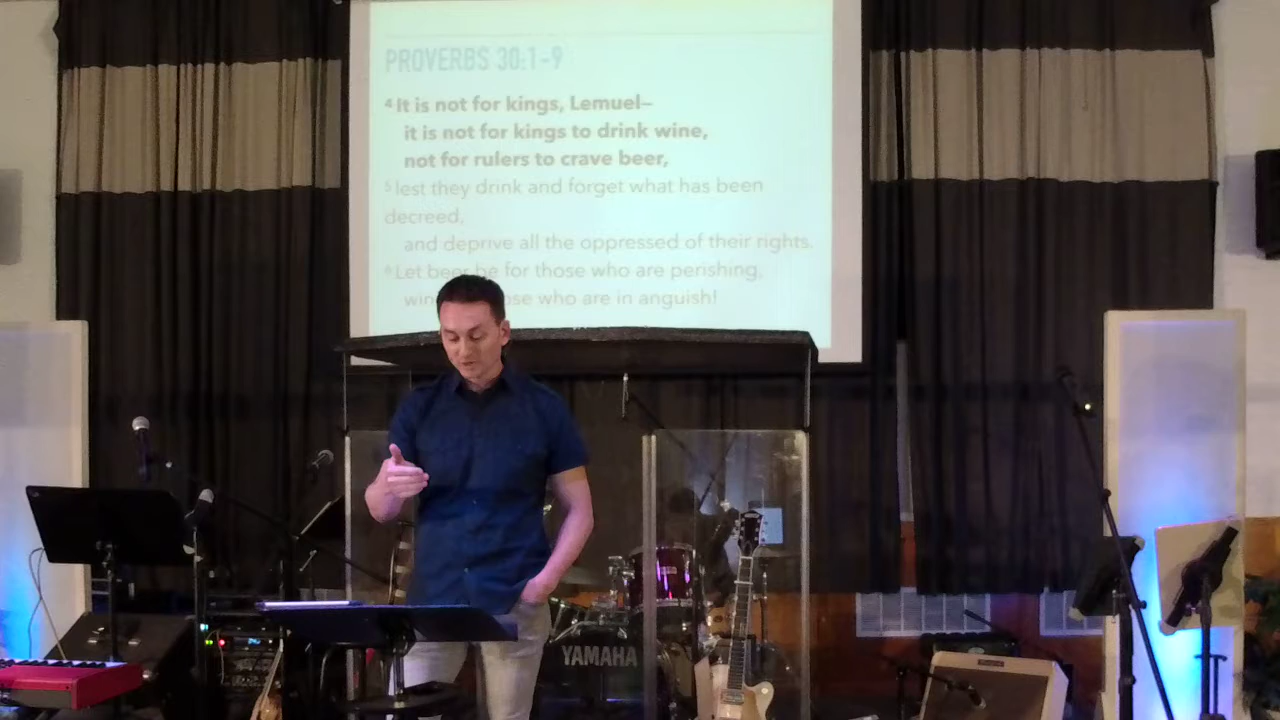 PROVERBS 30:1-9
4 It is not for kings, Lemuel—
it is not for kings to drink wine,
not for rulers to crave beer,
5 lest they drink and forget what has been
decreed,
and deprive all the oppressed of their rights.
6 Let beer be for those who are perishing,
who are in anguish!
YAMAHA